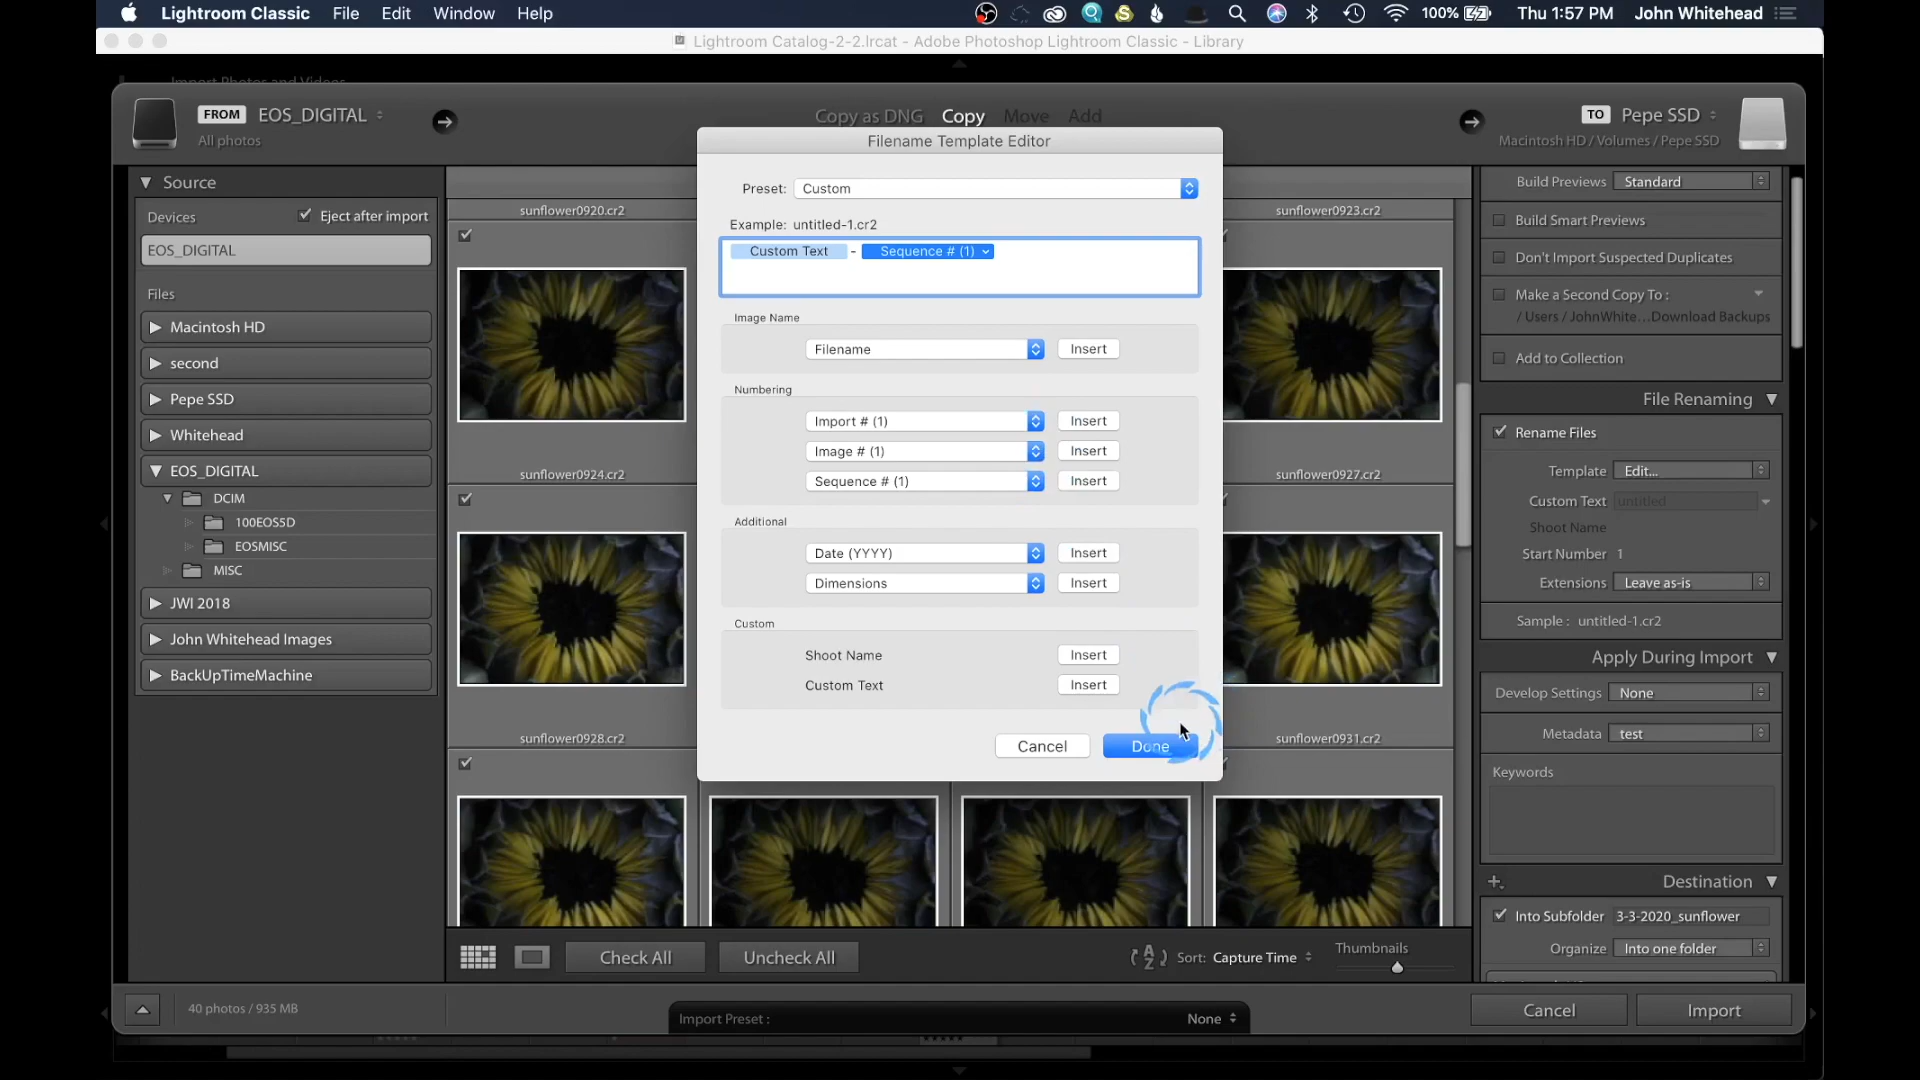 Lightroom Classic File Edit Window Help 100% Thu 1:57 PM John Whitehead
Lightroom Catalog-2-2.lrcat - Adobe Photoshop Lightroom Classic - Library
Import Photos and Videos
FROM EOS_DIGITAL
All photos
Copy as DNG Copy Move Add
TO Pepe SSD
Macintosh HD / Volumes / Pepe SSD
Source
Devices Eject after import
EOS_DIGITAL
Files
Macintosh HD
second
Pepe SSD
Whitehead
EOS_DIGITAL
DCIM
100EOS5D
EOSMISC
MISC
JWI 2018
John Whitehead Images
BackUpTimeMachine
sunflower0920.cr2
sunflower0923.cr2
sunflower0924.cr2
sunflower0927.cr2
sunflower0928.cr2
sunflower0931.cr2
Filename Template Editor
Preset: Custom
Example: untitled-1.cr2
Custom Text - Sequence # (1)
Image Name
Filename Insert
Numbering
Import # (1) Insert
Image # (1) Insert
Sequence # (1) Insert
Additional
Date (YYYY) Insert
Dimensions Insert
Custom
Shoot Name Insert
Custom Text Insert
Cancel Done
Build Previews Standard
Build Smart Previews
Don't Import Suspected Duplicates
Make a Second Copy To :
/ Users / JohnWhite...Download Backups
Add to Collection
File Renaming
Rename Files
Template Edit...
Custom Text untitled
Shoot Name
Start Number 1
Extensions Leave as-is
Sample : untitled-1.cr2
Apply During Import
Develop Settings None
Metadata test
Keywords
Destination
Into Subfolder 3-3-2020_sunflower
Organize Into one folder
Check All Uncheck All Sort: Capture Time Thumbnails
40 photos / 935 MB
Import Preset : None
Cancel Import